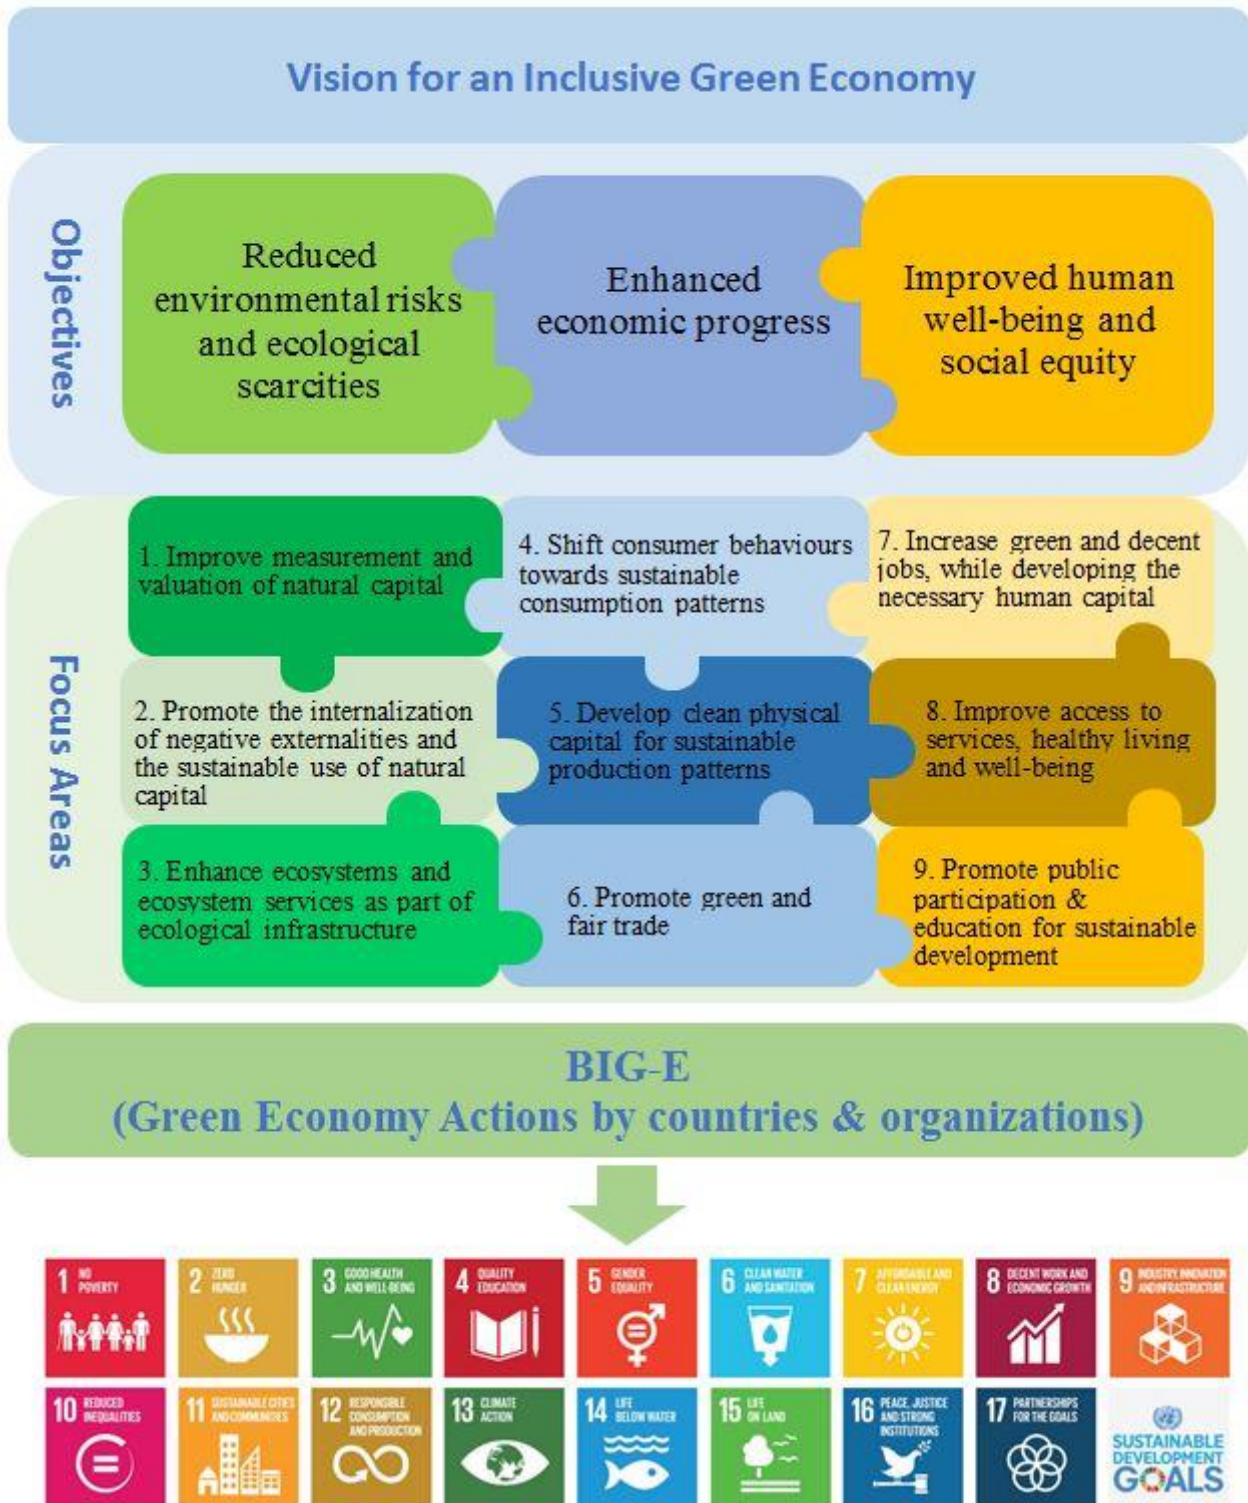 Vision for an Inclusive Green Economy
Objectives
Reduced
environmental risks
and ecological
scarcities
Enhanced
economic progress
Improved human
well-being and
social equity
Focus Areas
1. Improve measurement and
valuation of natural capital
2. Promote the internalization
of negative externalities and
the sustainable use of natural
capital
3. Enhance ecosystems and
ecosystem services as part of
ecological infrastructure
4. Shift consumer behaviours
towards sustainable
consumption patterns
5. Develop clean physical
capital for sustainable
production patterns
6. Promote green and
fair trade
7. Increase green and decent
jobs, while developing the
necessary human capital
8. Improve access to
services, healthy living
and well-being
9. Promote public
participation &
education for sustainable
development
BIG-E
(Green Economy Actions by countries & organizations)
1 NO
POVERTY
2 ZERO
HUNGER
3 GOOD HEALTH
AND WELL-BEING
4 QUALITY
EDUCATION
5 GENDER
EQUALITY
6 CLEAN WATER
AND SANITATION
7 AFFORDABLE AND
CLEAN ENERGY
8 DECENT WORK AND
ECONOMIC GROWTH
9 INDUSTRY, INNOVATION
AND INFRASTRUCTURE
10 REDUCED
INEQUALITIES
11 SUSTAINABLE CITIES
AND COMMUNITIES
12 RESPONSIBLE
CONSUMPTION
AND PRODUCTION
13 CLIMATE
ACTION
14 LIFE
BELOW WATER
15 LIFE
ON LAND
16 PEACE, JUSTICE
AND STRONG
INSTITUTIONS
17 PARTNERSHIPS
FOR THE GOALS
SUSTAINABLE
DEVELOPMENT
GOALS